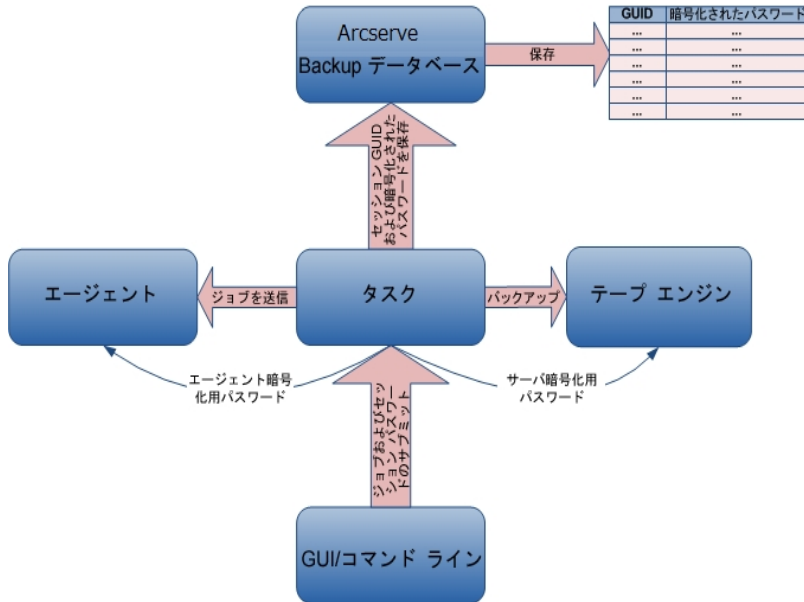 Arcserve
Backup データベース
保存
GUID 暗号化されたパスワード
... ...
... ...
... ...
... ...
... ...
セッション GUID
および暗号化された
パスワードを保存
エージェント
ジョブを送信
タスク
バックアップ
テープ エンジン
エージェント暗号
化用パスワード
サーバ暗号化用
パスワード
ジョブおよびセッ
ション パスワー
ドのサブミット
GUI/コマンド ライン